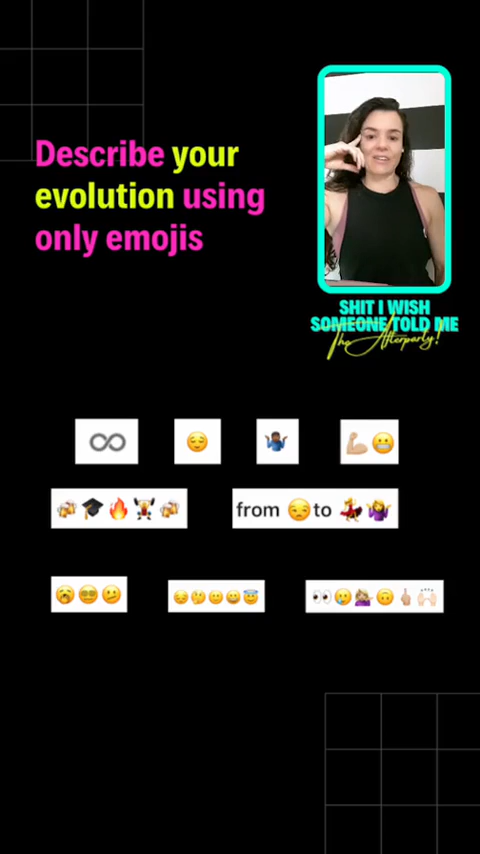 Describe your
evolution using
only emojis
SHIT I WISH
SOMEONE TOLD ME
The Afterparty!
from 😒 to 💃 🤷‍♀️